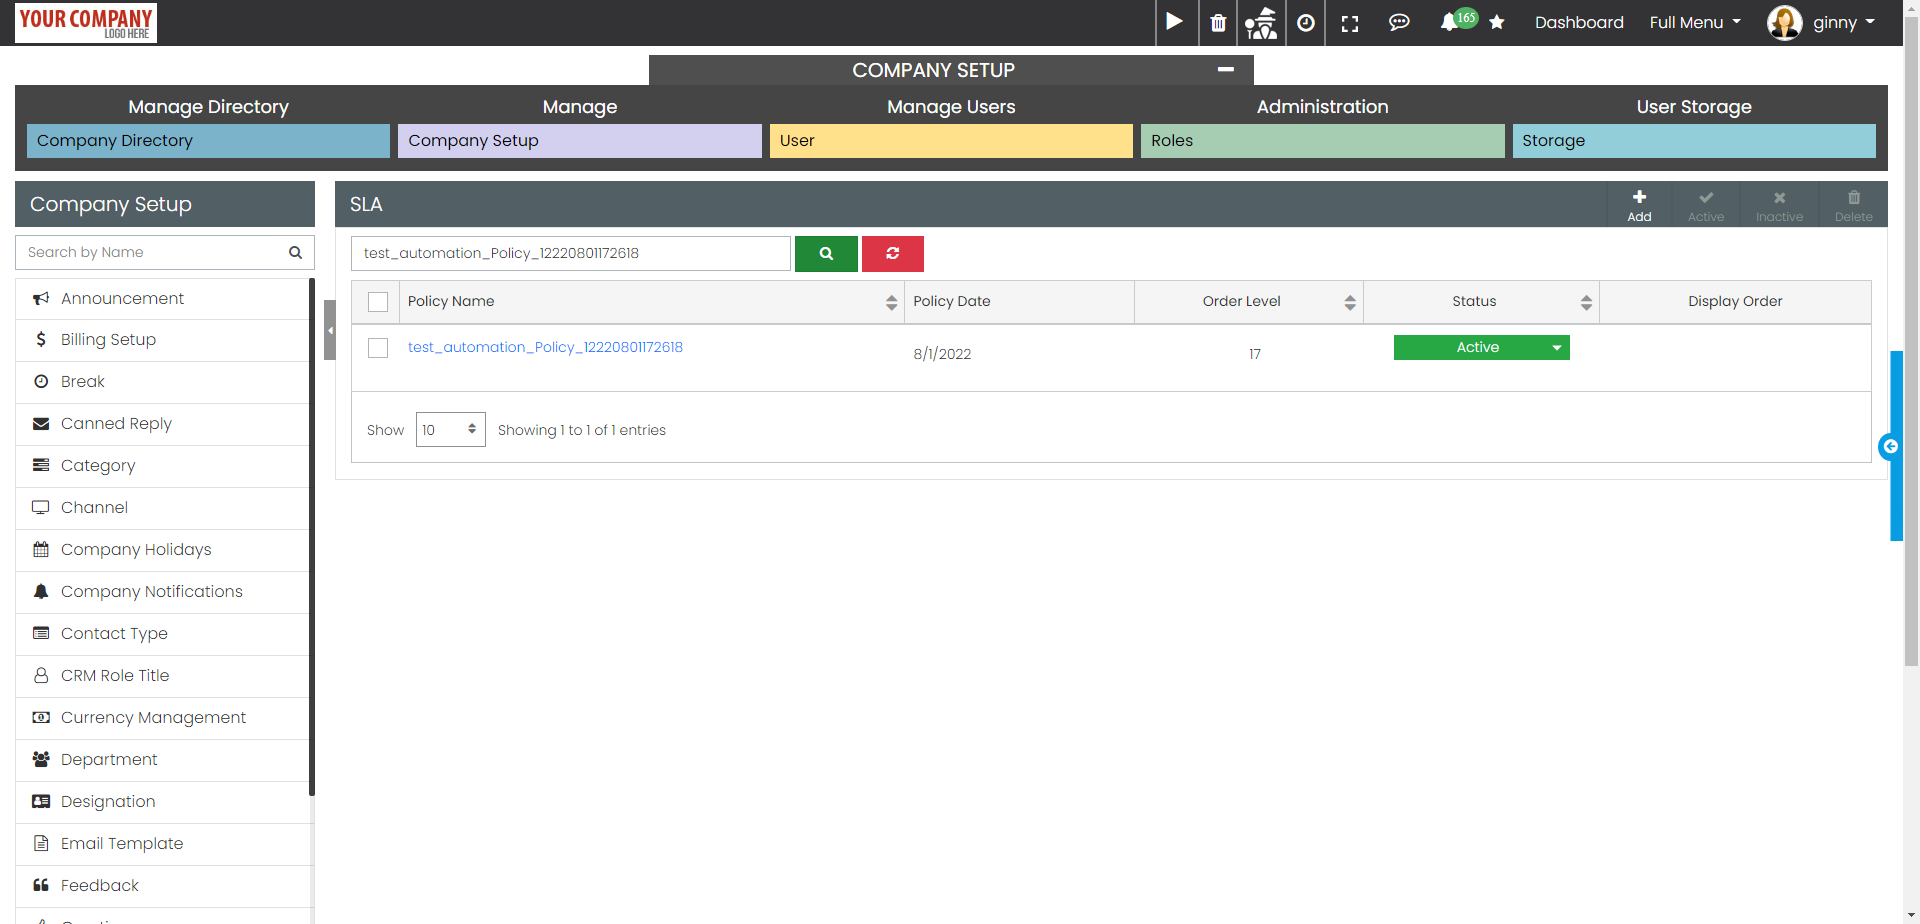 YOUR COMPANY
LOGO HERE
165
Dashboard
Full Menu
ginny
COMPANY SETUP
Manage Directory
Manage
Manage Users
Administration
User Storage
Company Directory
Company Setup
User
Roles
Storage
Company Setup
Search by Name
Announcement
Billing Setup
Break
Canned Reply
Category
Channel
Company Holidays
Company Notifications
Contact Type
CRM Role Title
Currency Management
Department
Designation
Email Template
Feedback
SLA
Add
Active
Inactive
Delete
test_automation_Policy_12220801172618
Policy Name
Policy Date
Order Level
Status
Display Order
test_automation_Policy_12220801172618
8/1/2022
17
Active
Show 10 Showing 1 to 1 of 1 entries